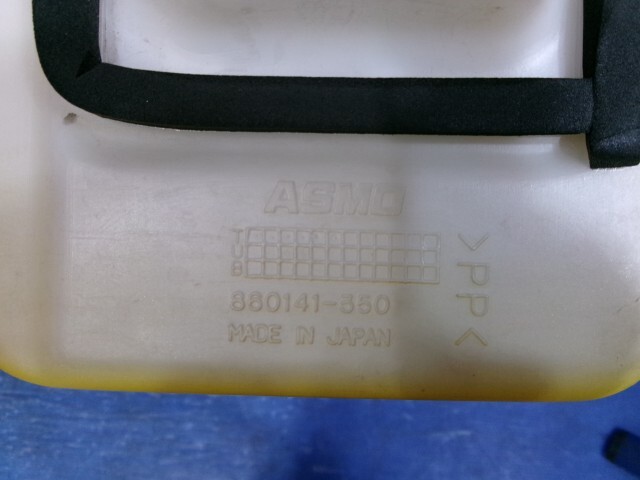 ASMO
T
U
B
860141-350
MADE IN JAPAN
>PP<